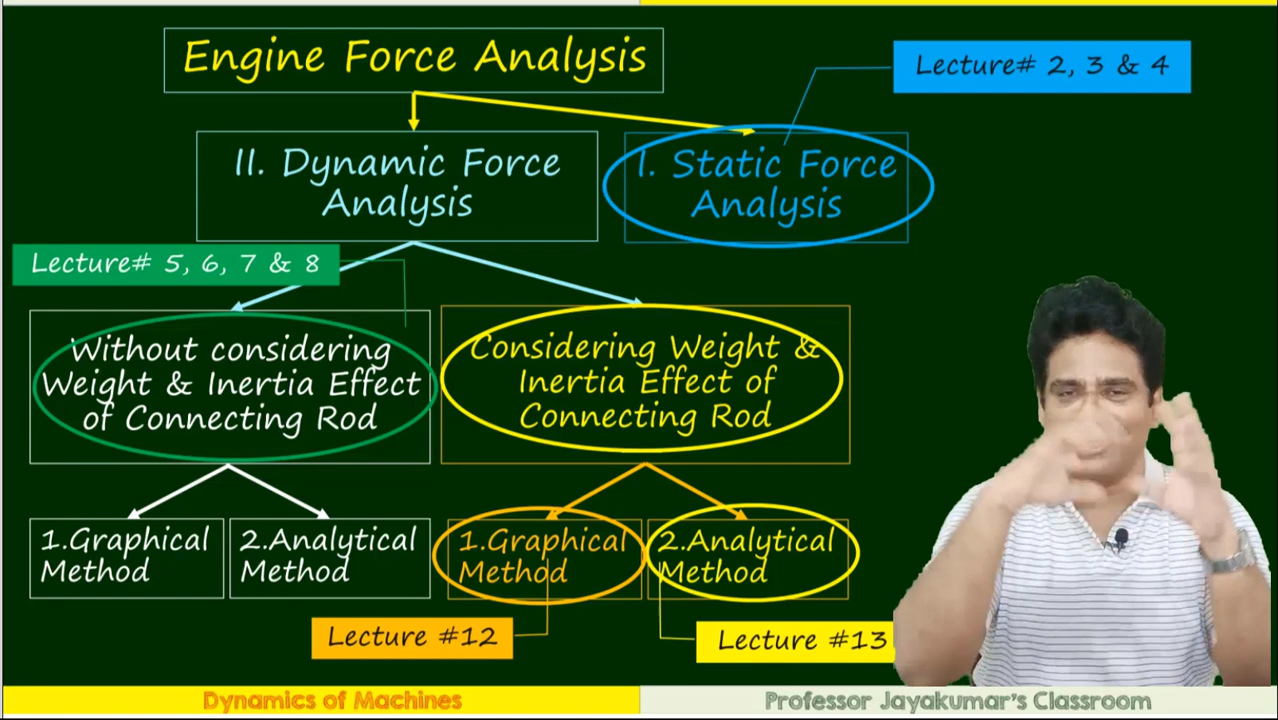 Engine Force Analysis
Lecture# 2, 3 & 4
II. Dynamic Force
Analysis
I. Static Force
Analysis
Lecture# 5, 6, 7 & 8
Without considering
Weight & Inertia Effect
of Connecting Rod
Considering Weight &
Inertia Effect of
Connecting Rod
1.Graphical
Method
2.Analytical
Method
1.Graphical
Method
2.Analytical
Method
Lecture #12
Lecture #13
Dynamics of Machines
Professor Jayakumar's Classroom